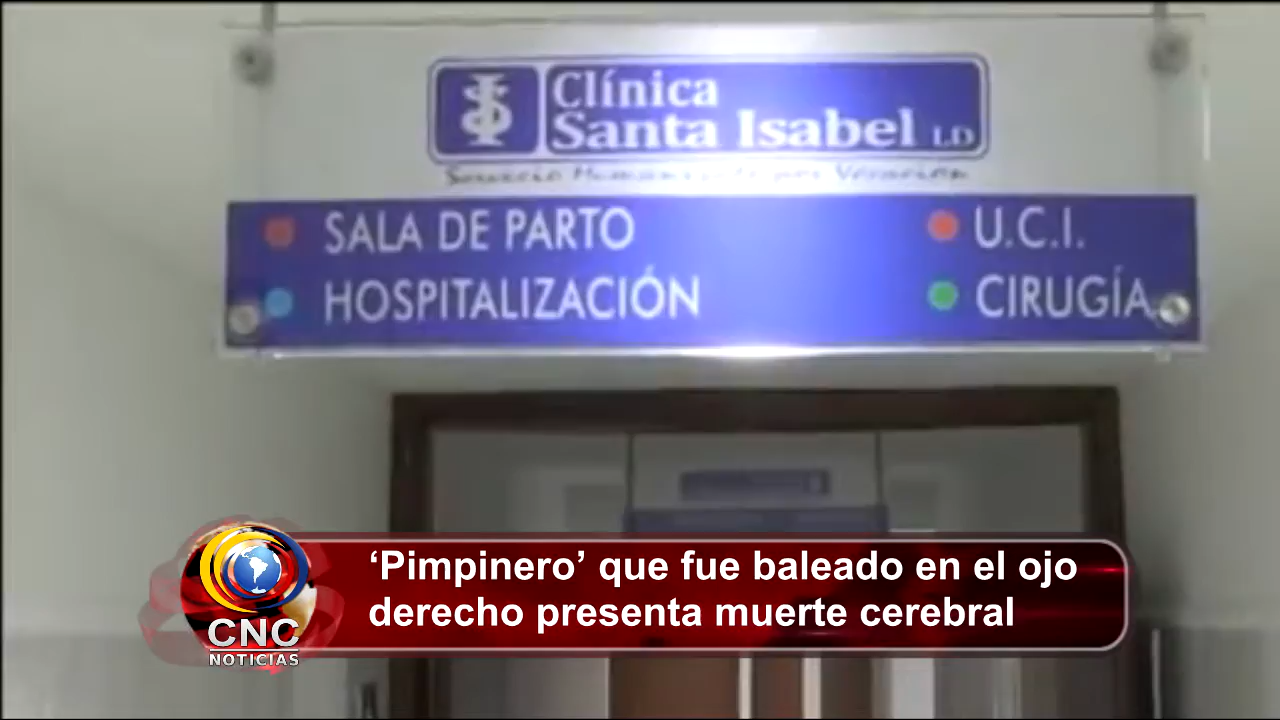 Clínica
Santa Isabel LD
SALA DE PARTO
U.C.I.
HOSPITALIZACIÓN
CIRUGÍA
‘Pimpinero’ que fue baleado en el ojo
derecho presenta muerte cerebral
CNC
NOTICIAS